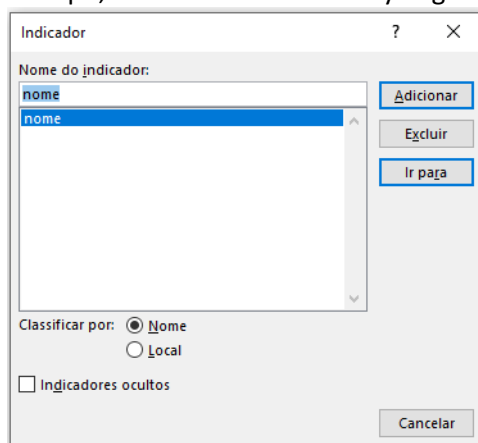 Indicador ? ×
Nome do indicador:
nome
nome
Adicionar
Excluir
Ir para
Classificar por: Nome
Local
Indicadores ocultos
Cancelar